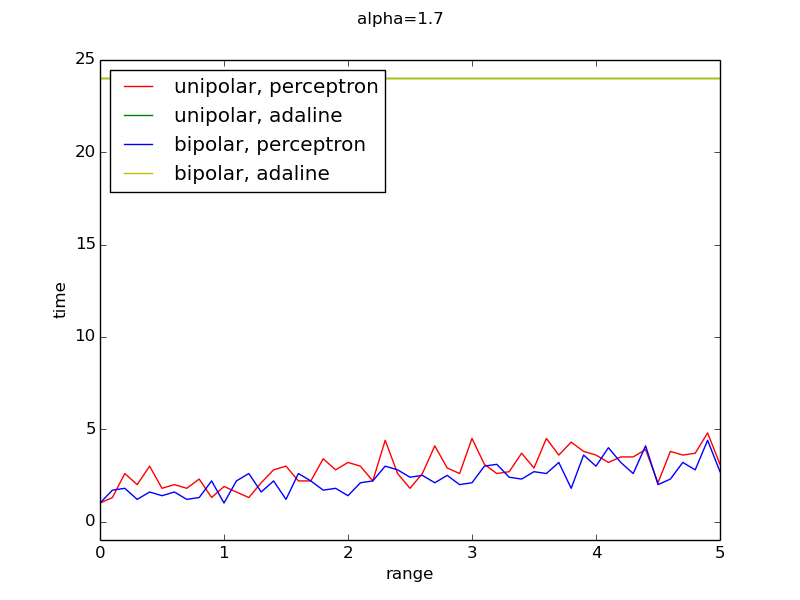 alpha=1.7
25
20
15
10
5
0
time
unipolar, perceptron
unipolar, adaline
bipolar, perceptron
bipolar, adaline
0 1 2 3 4 5
range